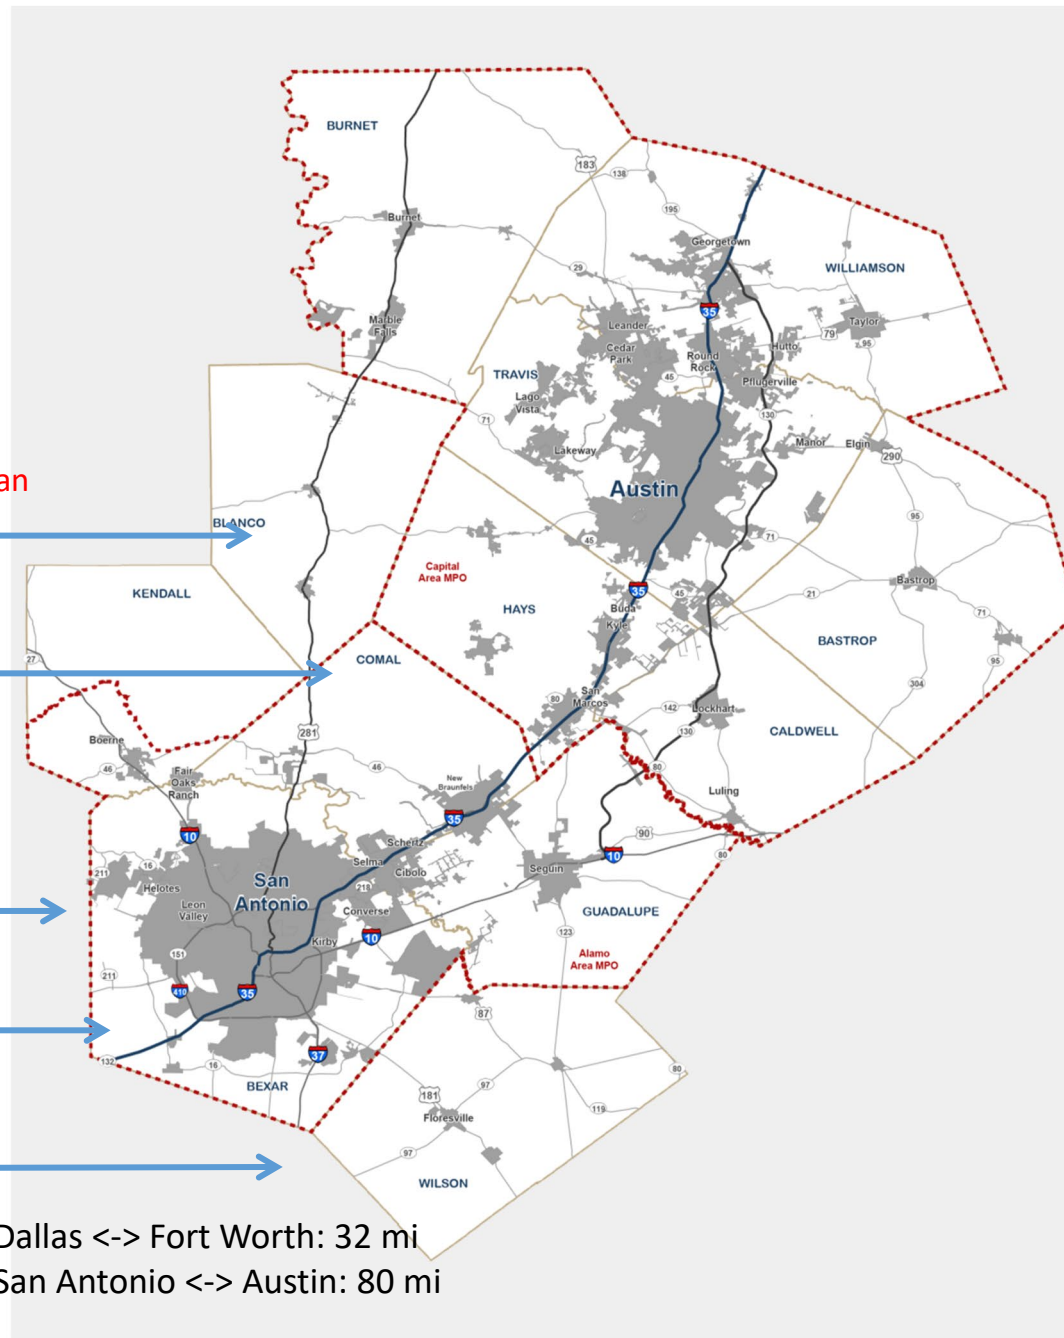 BURNET
183
138
Burnet
195
Georgetown
WILLIAMSON
29
35
Marble
Falls
Leander
Taylor
79
Cedar
Park
Round
Rock
Hutto
95
TRAVIS
45
Pflugerville
Lago
Vista
71
130
Manor
Elgin
Lakeway
290
an
Austin
BLANCO
95
45
71
Capital
Area MPO
Bastrop
KENDALL
35
45
21
HAYS
Buda
Kyle
71
BASTROP
27
COMAL
95
304
80
San
Marcos
142
Lockhart
281
130
CALDWELL
Boerne
46
Fair
Oaks
Ranch
46
80
New
Braunfels
Luling
35
10
90
Schertz
10
80
16
Selma
211
Cibolo
Seguin
Helotes
San
Antonio
218
Leon
Valley
Converse
GUADALUPE
10
123
Kirby
151
Alamo
Area MPO
211
410
35
87
37
132
16
80
BEXAR
97
181
119
Floresville
97
WILSON
Dallas <-> Fort Worth: 32 mi
San Antonio <-> Austin: 80 mi